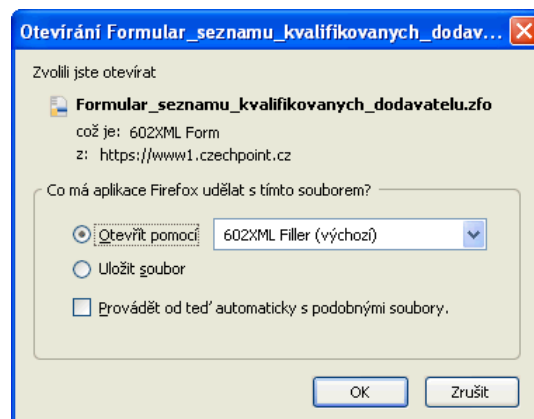 Otevírání Formular_seznamu_kvalifikovanych_dodav...
Zvolili jste otevírat
Formular_seznamu_kvalifikovanych_dodavatelu.zfo
což je: 602XML Form
z: https://www1.czechpoint.cz
Co má aplikace Firefox udělat s tímto souborem?
Otevřít pomocí 602XML Filler (výchozí)
Uložit soubor
Provádět od teď automaticky s podobnými soubory.
OK Zrušit